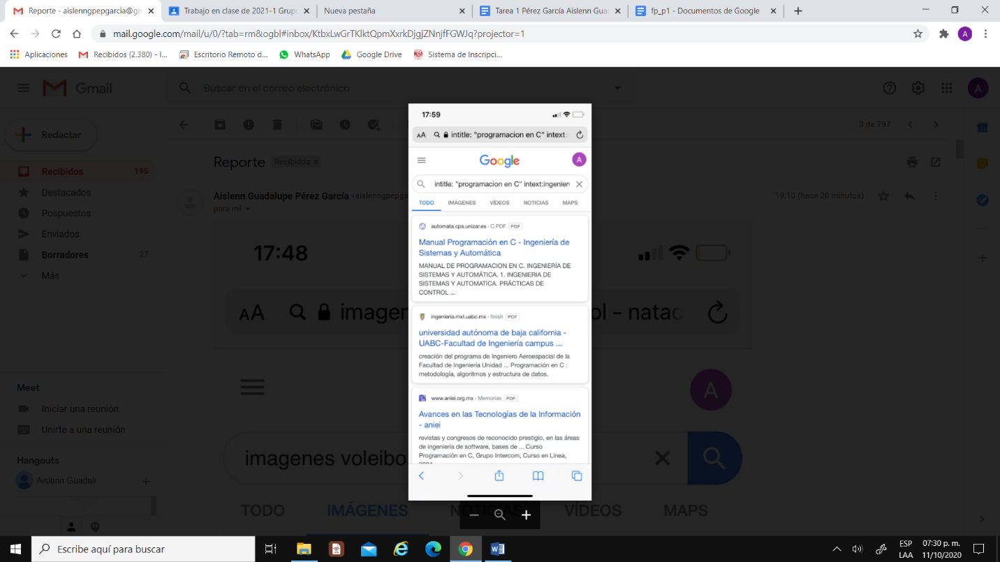 Reporte - aislenngpepgarcia@gm
Trabajo en clase de 2021-1 Grupo
Nueva pestaña
Tarea 1 Pérez García Aislenn Gua
fp_p1 - Documentos de Google
mail.google.com/mail/u/0/?tab=rm&ogbl#inbox/KtbxLwGrTKlktQpmXxrkDjgjZNnjfFGWJq?projector=1
Aplicaciones
Recibidos (2.380) - l...
Escritorio Remoto d...
WhatsApp
Google Drive
Sistema de Inscripci...
Gmail
Buscar en el correo electrónico
A
Redactar
3 de 797
Recibidos 195
Destacados
Pospuestos
Enviados
Borradores 27
Más
Reporte
Recibidos
Aislenn Guadalupe Pérez García <aislenngpepga
19:10 (hace 20 minutos)
para mí
17:48
AA
imagen
ol - natac
A
imagenes voleibo
TODO
IMÁGENES
NOTICIAS
VÍDEOS
MAPS
Meet
Iniciar una reunión
Unirte a una reunión
Hangouts
Aislenn Guadalu
17:59
AA intitle: "programacion en C" intext:
Google
A
intitle: "programacion en C" intext:ingenieri
TODO IMÁGENES VÍDEOS NOTICIAS MAPS
automata.cps.unizar.es › C.PDF PDF
Manual Programación en C - Ingeniería de
Sistemas y Automática
MANUAL DE PROGRAMACION EN C. INGENIERÍA DE
SISTEMAS Y AUTOMÁTICA. 1. INGENIERIA DE
SISTEMAS Y AUTOMATICA. PRÁCTICAS DE
CONTROL ...
ingenieria.mxl.uabc.mx › finish PDF
universidad autónoma de baja california -
UABC-Facultad de Ingeniería campus ...
creación del programa de Ingeniero Aeroespacial de la
Facultad de Ingeniería Unidad ... Programación en C :
metodología, algoritmos y estructura de datos.
www.aniei.org.mx › Memorias PDF
Avances en las Tecnologías de la Información
- aniei
revistas y congresos de reconocido prestigio, en las áreas
de ingeniería de software, bases de ... Curso
Programación en C, Grupo Intercom, Curso en Línea,
Escribe aquí para buscar
ESP
LAA
07:30 p. m.
11/10/2020